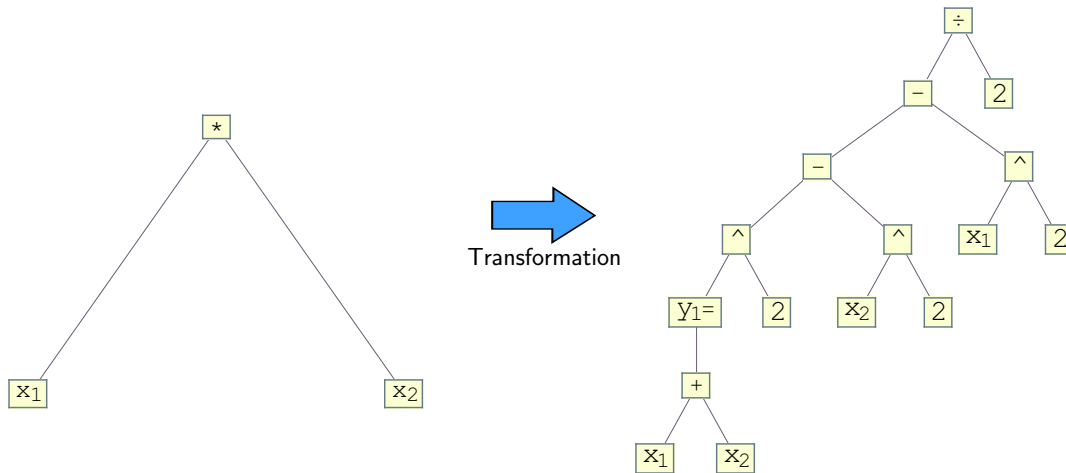 ÷
- 2
*
- ^
^ ^ x₁ 2
Transformation
y₁= 2 x₂ 2
x₁ x₂ +
x₁ x₂